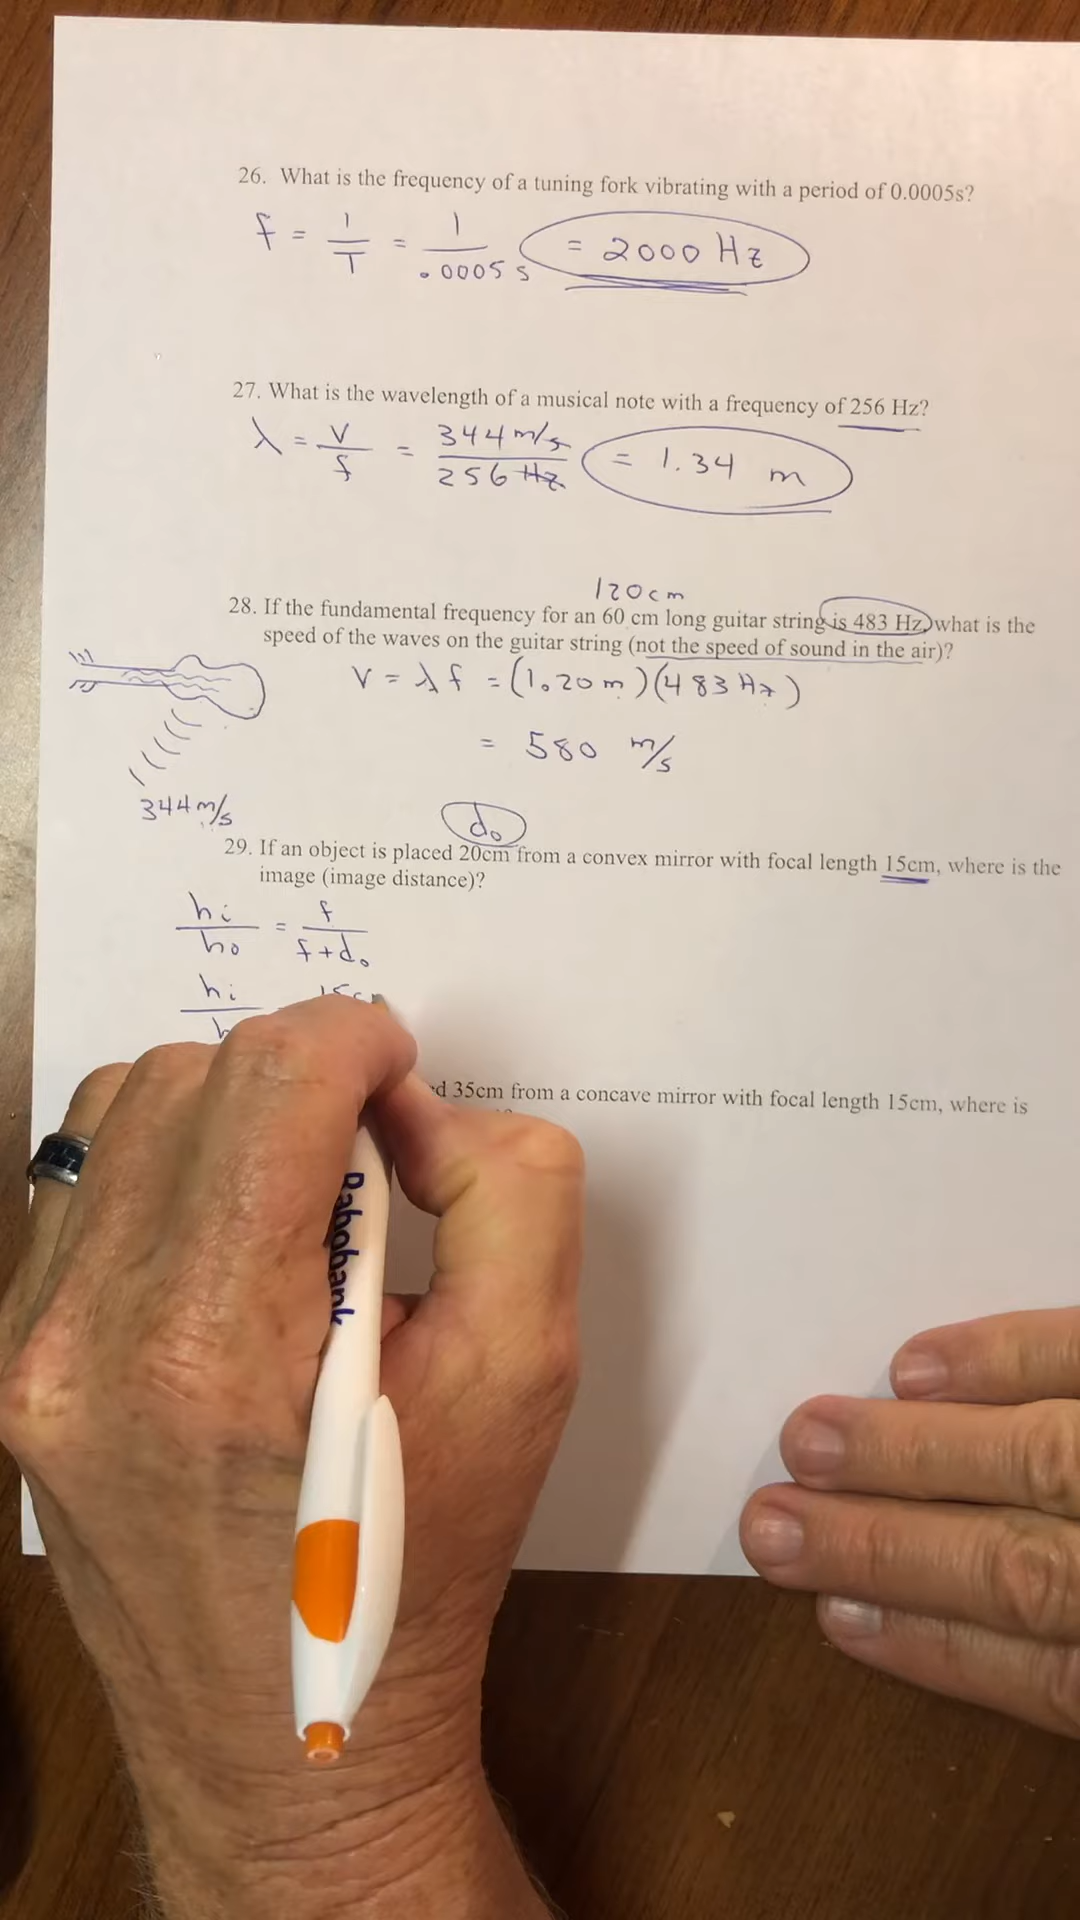 26. What is the frequency of a tuning fork vibrating with a period of 0.0005s?
f = 1/T = 1/.0005 s = 2000 Hz
27. What is the wavelength of a musical note with a frequency of 256 Hz?
λ = v/f = 344 m/s / 256 Hz = 1.34 m
120cm
28. If the fundamental frequency for an 60 cm long guitar string is 483 Hz, what is the
speed of the waves on the guitar string (not the speed of sound in the air)?
v = λ f = (1.20m)(483 Hz)
= 580 m/s
344 m/s
do
29. If an object is placed 20cm from a convex mirror with focal length 15cm, where is the
image (image distance)?
hi/ho = f/f+do
hi 15c
h
35cm from a concave mirror with focal length 15cm, where is
Rabobank